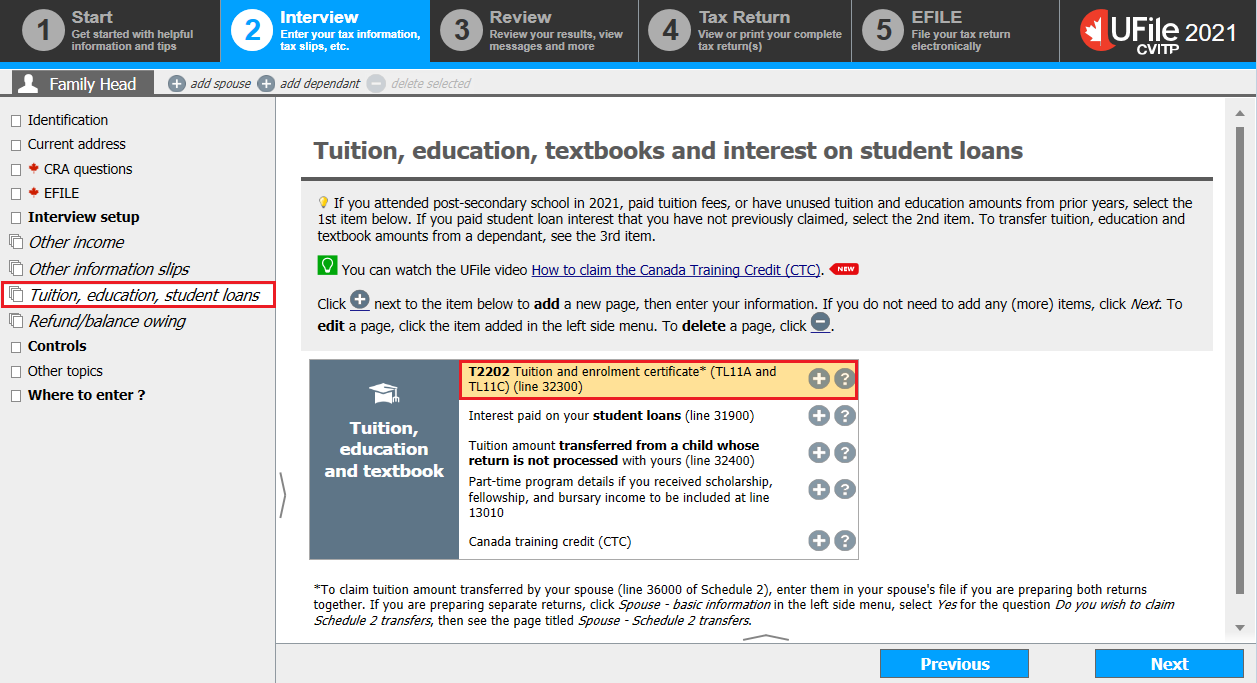 1
Start
Get started with helpful
information and tips
2
Interview
Enter your tax information,
tax slips, etc.
3
Review
Review your results, view
messages and more
4
Tax Return
View or print your complete
tax return(s)
5
EFILE
File your tax return
electronically
UFile 2021
CVITP
Family Head
add spouse
add dependant
delete selected
Identification
Current address
CRA questions
EFILE
Interview setup
Other income
Other information slips
Tuition, education, student loans
Refund/balance owing
Controls
Other topics
Where to enter ?
Tuition, education, textbooks and interest on student loans
If you attended post-secondary school in 2021, paid tuition fees, or have unused tuition and education amounts from prior years, select the
1st item below. If you paid student loan interest that you have not previously claimed, select the 2nd item. To transfer tuition, education and
textbook amounts from a dependant, see the 3rd item.
You can watch the UFile video How to claim the Canada Training Credit (CTC). NEW
Click + next to the item below to add a new page, then enter your information. If you do not need to add any (more) items, click Next. To
edit a page, click the item added in the left side menu. To delete a page, click −.
Tuition,
education
and textbook
T2202 Tuition and enrolment certificate* (TL11A and
TL11C) (line 32300)
Interest paid on your student loans (line 31900)
Tuition amount transferred from a child whose
return is not processed with yours (line 32400)
Part-time program details if you received scholarship,
fellowship, and bursary income to be included at line
13010
Canada training credit (CTC)
*To claim tuition amount transferred by your spouse (line 36000 of Schedule 2), enter them in your spouse's file if you are preparing both returns
together. If you are preparing separate returns, click Spouse - basic information in the left side menu, select Yes for the question Do you wish to claim
Schedule 2 transfers, then see the page titled Spouse - Schedule 2 transfers.
Previous
Next